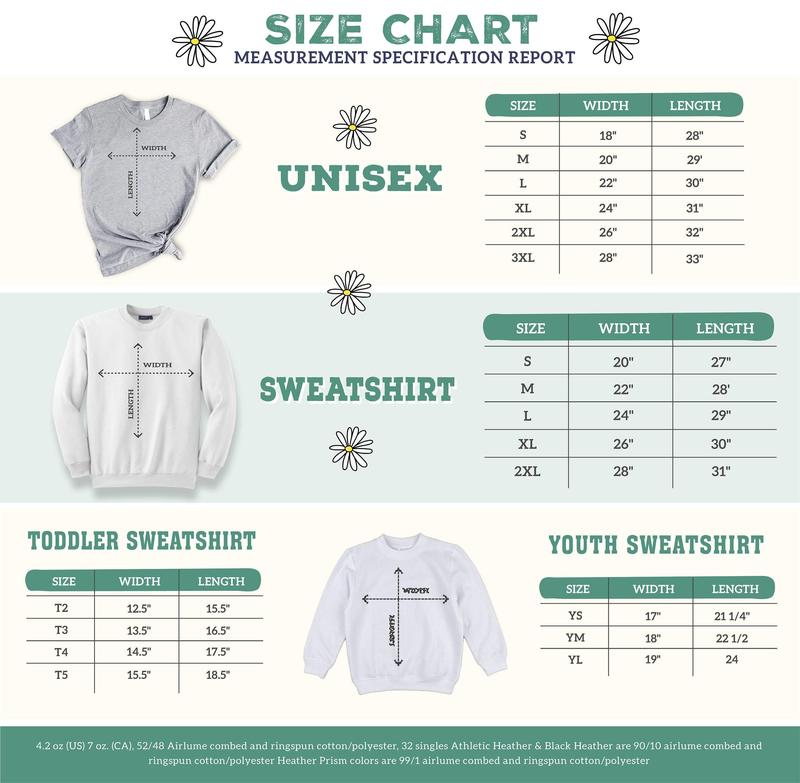 SIZE CHART
MEASUREMENT SPECIFICATION REPORT
WIDTH
LENGTH
UNISEX
SIZE WIDTH LENGTH
S 18" 28"
M 20" 29'
L 22" 30"
XL 24" 31"
2XL 26" 32"
3XL 28" 33"
WIDTH
LENGTH
SWEATSHIRT
SIZE WIDTH LENGTH
S 20" 27"
M 22" 28'
L 24" 29"
XL 26" 30"
2XL 28" 31"
TODDLER SWEATSHIRT
SIZE WIDTH LENGTH
T2 12.5" 15.5"
T3 13.5" 16.5"
T4 14.5" 17.5"
T5 15.5" 18.5"
WIDTH
LENGTH
YOUTH SWEATSHIRT
SIZE WIDTH LENGTH
YS 17" 21 1/4"
YM 18" 22 1/2
YL 19" 24
4.2 oz (US) 7 oz. (CA), 52/48 Airlume combed and ringspun cotton/polyester, 32 singles Athletic Heather & Black Heather are 90/10 airlume combed and
ringspun cotton/polyester Heather Prism colors are 99/1 airlume combed and ringspun cotton/polyester